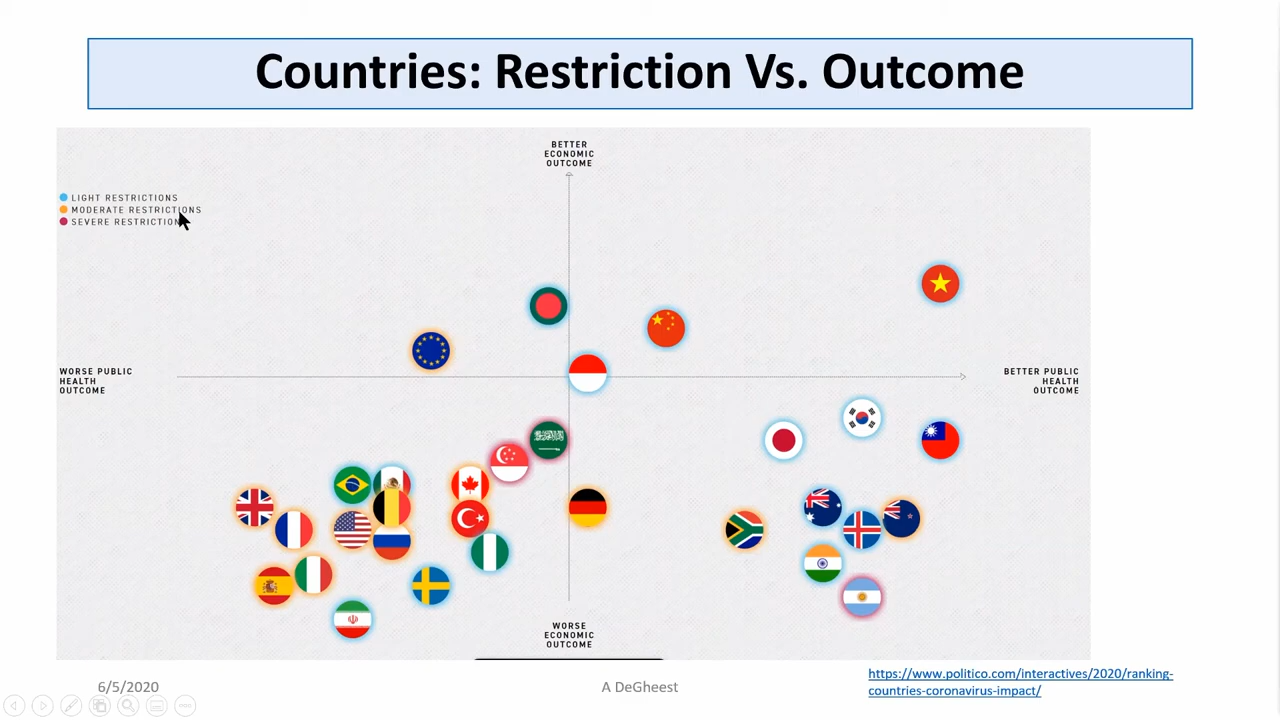 Countries: Restriction Vs. Outcome
BETTER
ECONOMIC
OUTCOME
LIGHT RESTRICTIONS
MODERATE RESTRICTIONS
SEVERE RESTRICTION
WORSE PUBLIC
HEALTH
OUTCOME
BETTER PUBLIC
HEALTH
OUTCOME
WORSE
ECONOMIC
OUTCOME
6/5/2020
A DeGheest
https://www.politico.com/interactives/2020/ranking-
countries-coronavirus-impact/